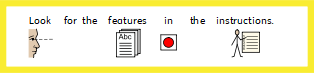 Look for the features in the instructions.
Abc